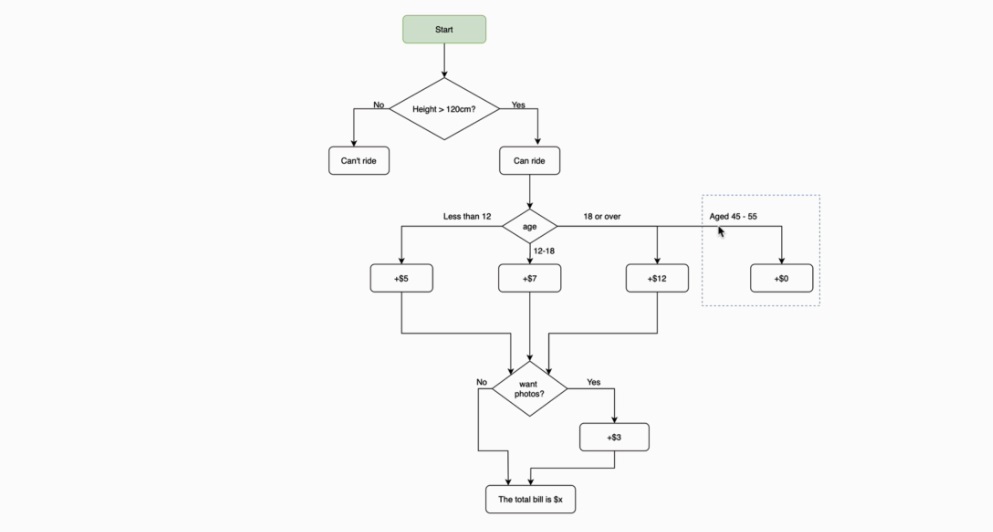 Start
Height > 120cm?
No
Yes
Can't ride
Can ride
Less than 12
age
18 or over
Aged 45 - 55
12-18
+$5
+$7
+$12
+$0
want
photos?
No
Yes
+$3
The total bill is $x